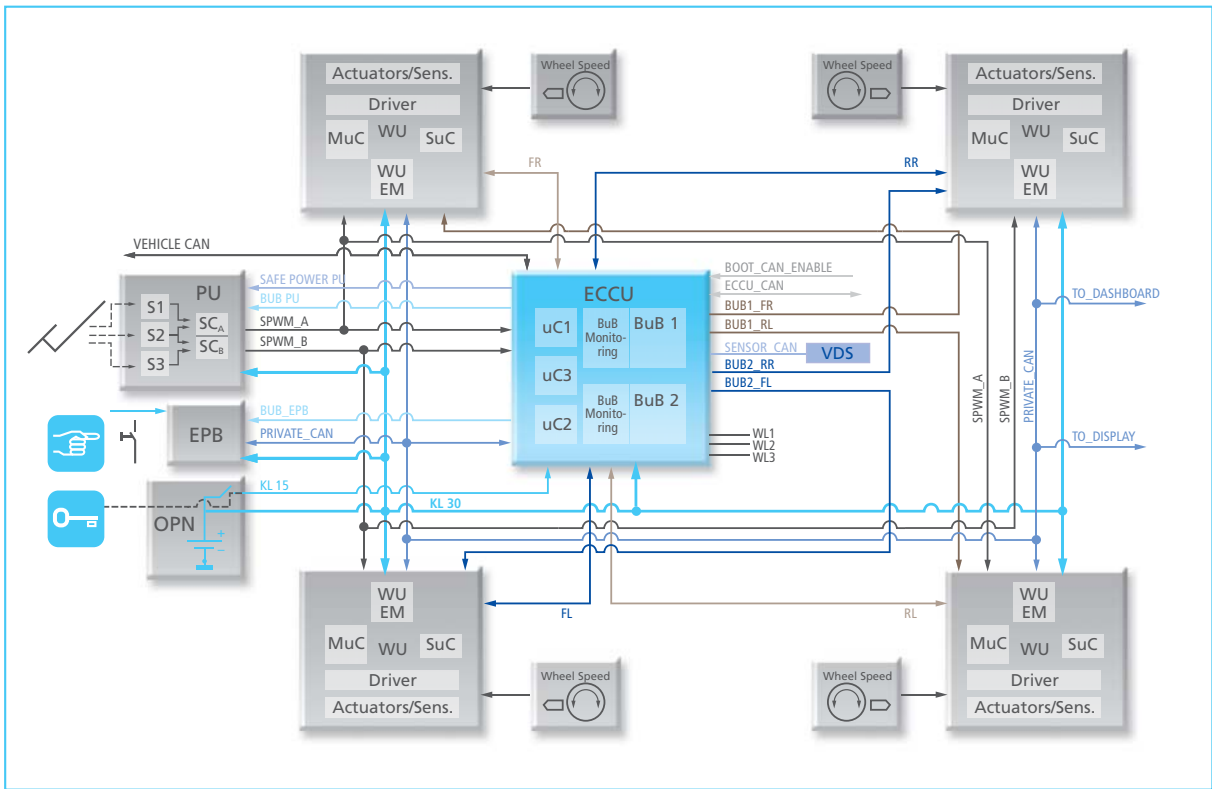 Actuators/Sens.
Driver
MuC
WU
SuC
WU
EM
Wheel Speed
Wheel Speed
Actuators/Sens.
Driver
MuC
WU
SuC
WU
EM
FR
RR
VEHICLE CAN
PU
S1
S2
S3
SCA
SCB
SAFE POWER PU
BUB PU
SPWM_A
SPWM_B
ECCU
uC1
uC3
uC2
BuB
Monito-
ring
BuB 1
BuB
Monito-
ring
BuB 2
BOOT_CAN_ENABLE
ECCU_CAN
BUB1_FR
BUB1_RL
SENSOR_CAN
VDS
BUB2_RR
BUB2_FL
WL1
WL2
WL3
SPWM_A
SPWM_B
PRIVATE_CAN
TO_DASHBOARD
TO_DISPLAY
EPB
BUB_EPB
PRIVATE_CAN
OPN
+
−
KL 15
KL 30
WU
EM
MuC
WU
SuC
Driver
Actuators/Sens.
FL
RL
Wheel Speed
Wheel Speed
WU
EM
MuC
WU
SuC
Driver
Actuators/Sens.